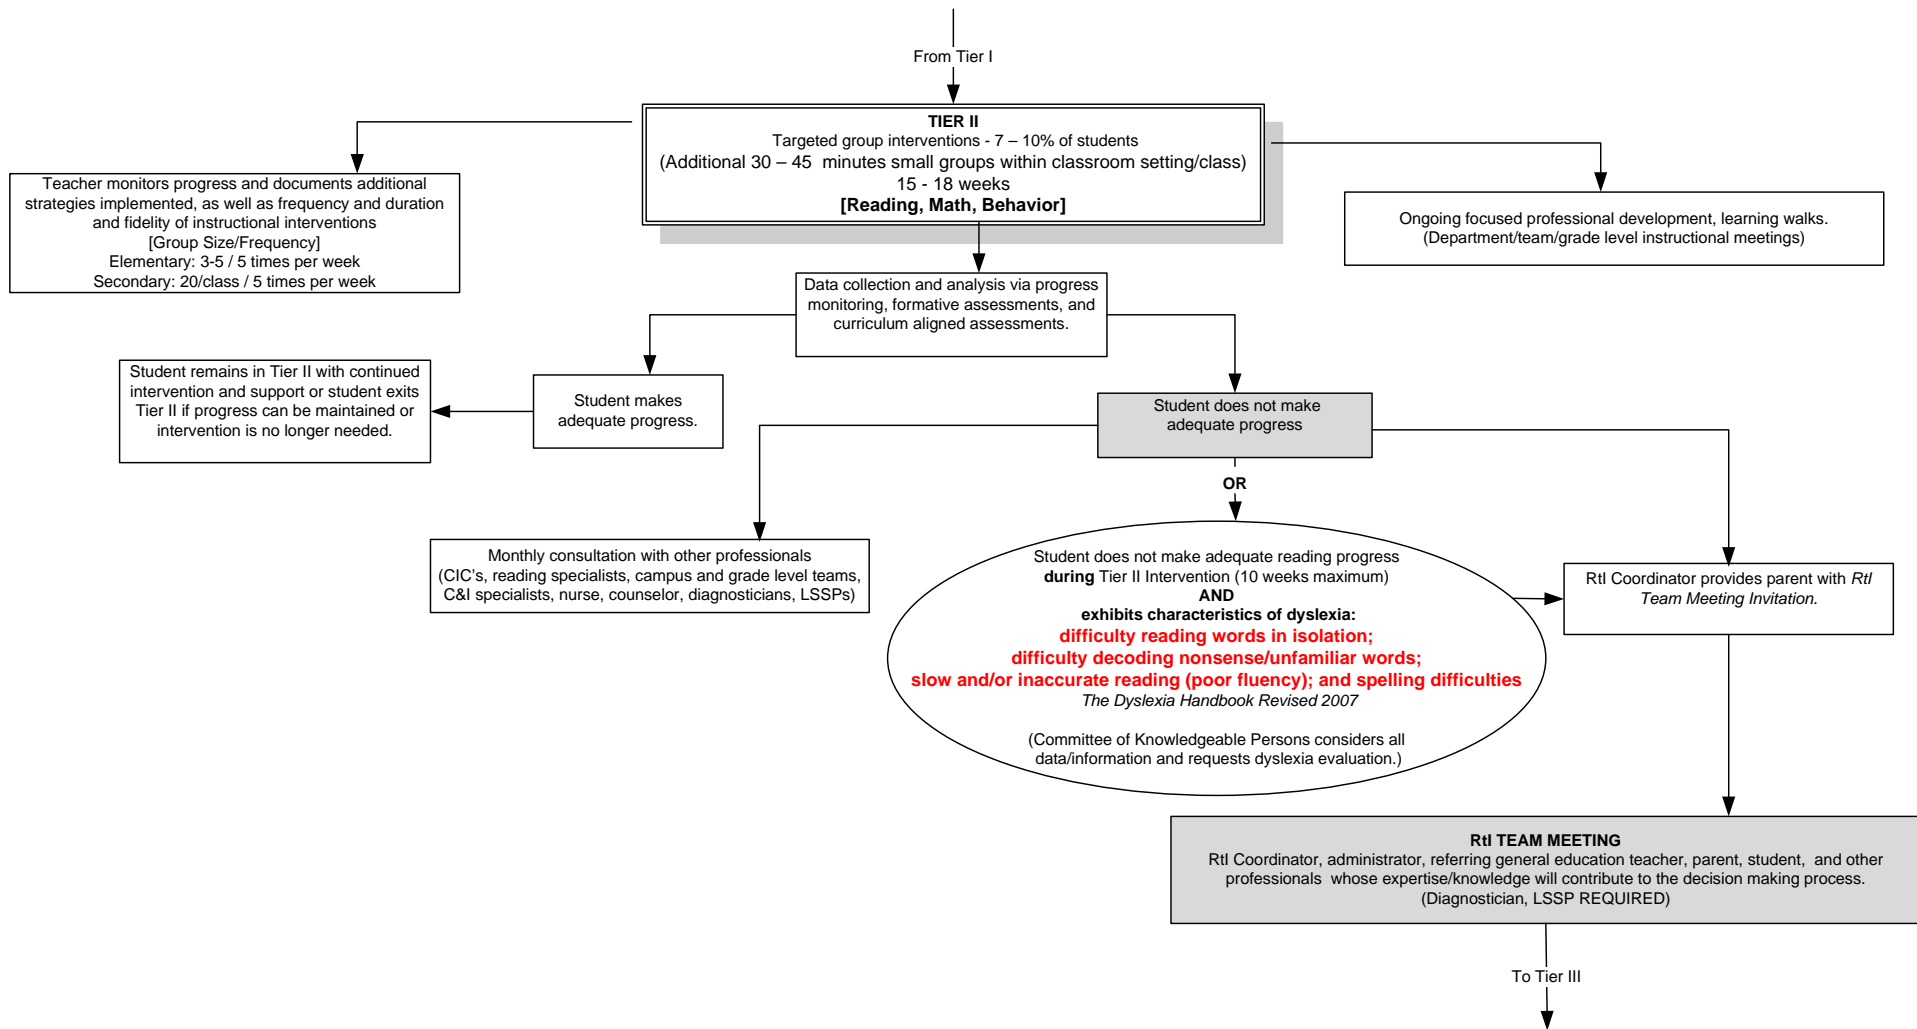 From Tier I
TIER II
Targeted group interventions - 7 – 10% of students
(Additional 30 – 45 minutes small groups within classroom setting/class)
15 - 18 weeks
[Reading, Math, Behavior]
Teacher monitors progress and documents additional
strategies implemented, as well as frequency and duration
and fidelity of instructional interventions
[Group Size/Frequency]
Elementary: 3-5 / 5 times per week
Secondary: 20/class / 5 times per week
Ongoing focused professional development, learning walks.
(Department/team/grade level instructional meetings)
Data collection and analysis via progress
monitoring, formative assessments, and
curriculum aligned assessments.
Student remains in Tier II with continued
intervention and support or student exits
Tier II if progress can be maintained or
intervention is no longer needed.
Student makes
adequate progress.
Student does not make
adequate progress
OR
Monthly consultation with other professionals
(CIC's, reading specialists, campus and grade level teams,
C&I specialists, nurse, counselor, diagnosticians, LSSPs)
Student does not make adequate reading progress
during Tier II Intervention (10 weeks maximum)
AND
exhibits characteristics of dyslexia:
difficulty reading words in isolation;
difficulty decoding nonsense/unfamiliar words;
slow and/or inaccurate reading (poor fluency); and spelling difficulties
The Dyslexia Handbook Revised 2007
(Committee of Knowledgeable Persons considers all
data/information and requests dyslexia evaluation.)
RtI Coordinator provides parent with RtI
Team Meeting Invitation.
RtI TEAM MEETING
RtI Coordinator, administrator, referring general education teacher, parent, student, and other
professionals whose expertise/knowledge will contribute to the decision making process.
(Diagnostician, LSSP REQUIRED)
To Tier III